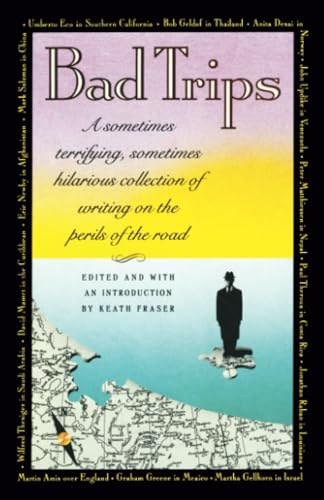 Umberto Eco in Southern California · Bob Geldof in Thailand · Anita Desai in
Norway · John Updike in Venezuela · Peter Matthiessen in Nepal · Paul Theroux in Costa Rica · Jonathan Raban in Louisiana ·
Bad Trips
A sometimes
terrifying, sometimes
hilarious collection of
writing on the
perils of the road
EDITED AND WITH
AN INTRODUCTION
BY KEATH FRASER
Martin Amis over England · Graham Greene in Mexico · Martha Gellhorn in Israel
Wilfred Thesiger in Saudi Arabia · David Mamet in the Caribbean · Eric Newby in Afghanistan · Mark Salzman in China ·